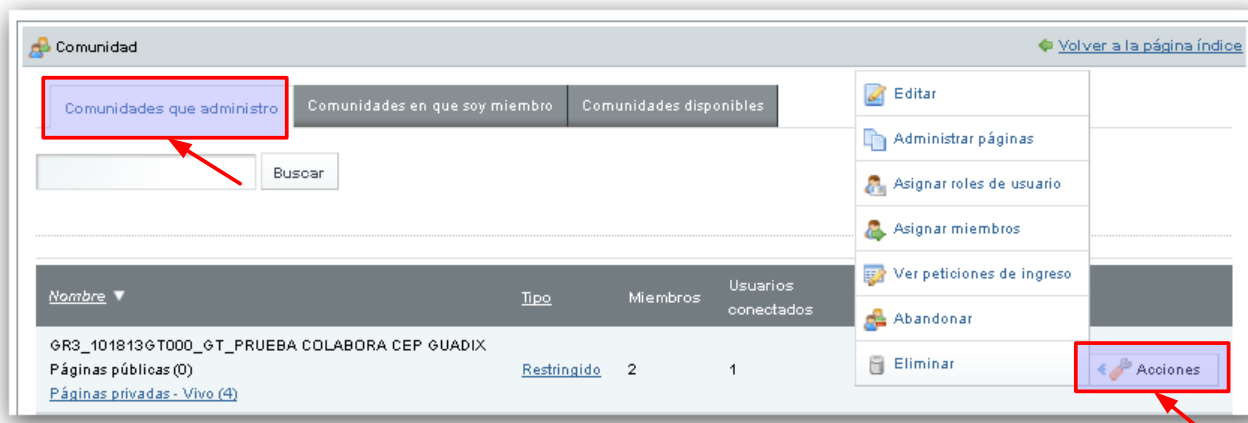 Comunidad
Volver a la página índice
Comunidades que administro
Comunidades en que soy miembro
Comunidades disponibles
Buscar
Editar
Administrar páginas
Asignar roles de usuario
Asignar miembros
Ver peticiones de ingreso
Abandonar
Eliminar
Acciones
Nombre ▼
Tipo
Miembros
Usuarios
conectados
GR3_101813GT000_GT_PRUEBA COLABORA CEP GUADIX
Páginas públicas (0)
Páginas privadas - Vivo (4)
Restringido
2
1